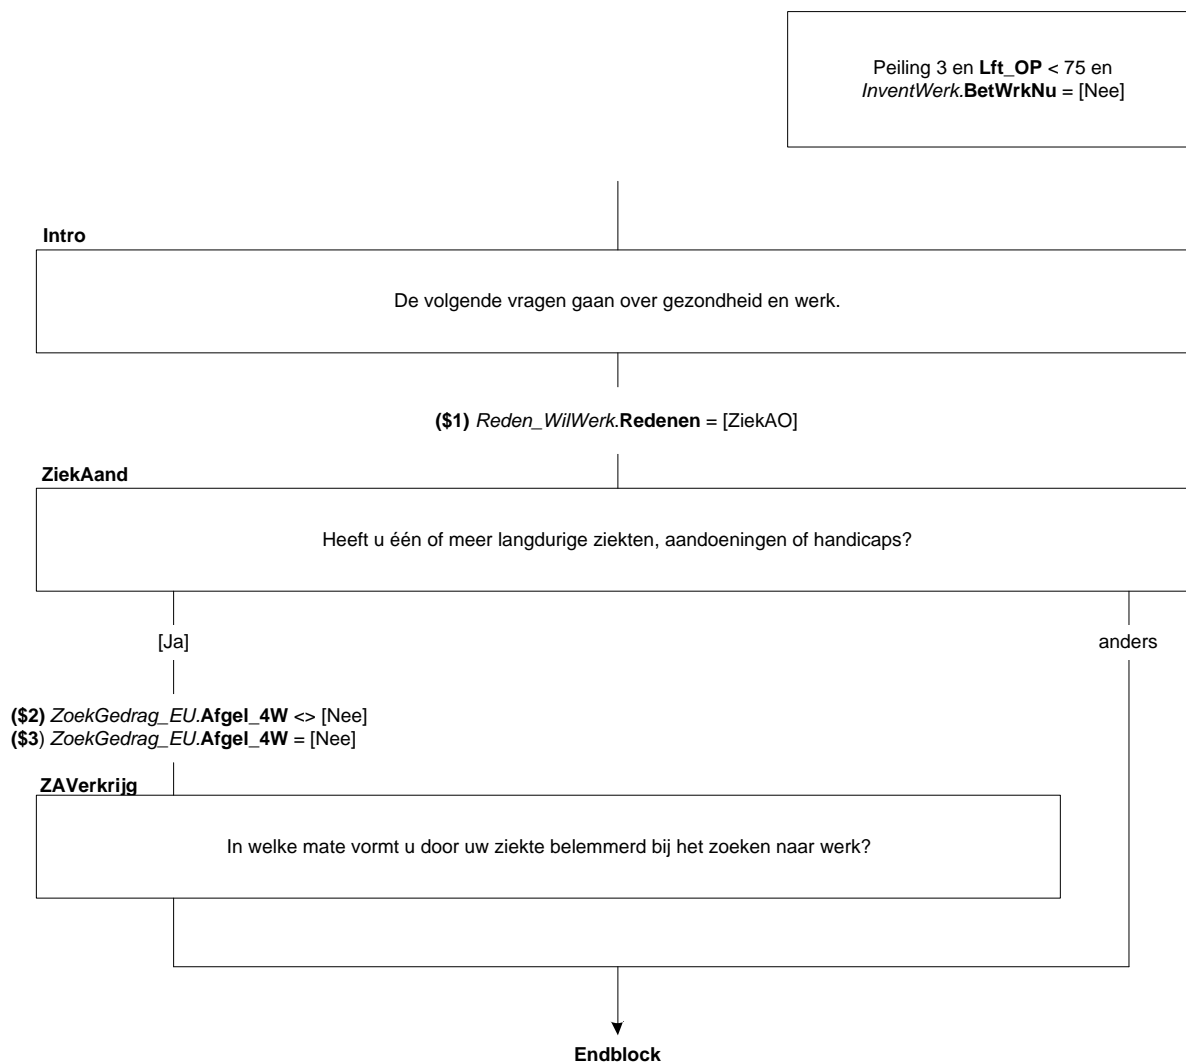 Peiling 3 en Lft_OP < 75 en
InventWerk.BetWrkNu = [Nee]
Intro
De volgende vragen gaan over gezondheid en werk.
($1) Reden_WilWerk.Redenen = [ZiekAO]
ZiekAand
Heeft u één of meer langdurige ziekten, aandoeningen of handicaps?
[Ja]
anders
($2) ZoekGedrag_EU.Afgel_4W <> [Nee]
($3) ZoekGedrag_EU.Afgel_4W = [Nee]
ZAVerkrijg
In welke mate vormt u door uw ziekte belemmerd bij het zoeken naar werk?
Endblock